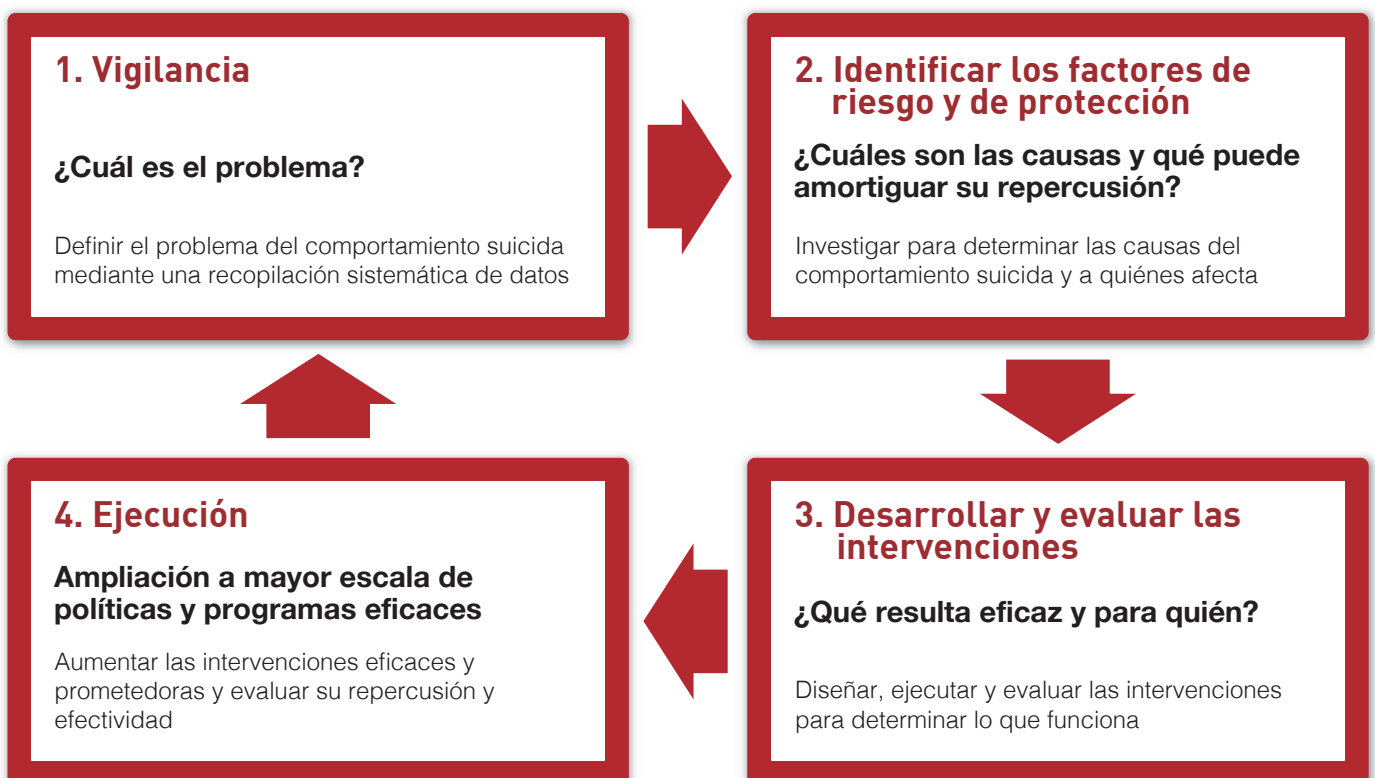 1. Vigilancia
¿Cuál es el problema?
Definir el problema del comportamiento suicida
mediante una recopilación sistemática de datos
2. Identificar los factores de
riesgo y de protección
¿Cuáles son las causas y qué puede
amortiguar su repercusión?
Investigar para determinar las causas del
comportamiento suicida y a quiénes afecta
3. Desarrollar y evaluar las
intervenciones
¿Qué resulta eficaz y para quién?
Diseñar, ejecutar y evaluar las intervenciones
para determinar lo que funciona
4. Ejecución
Ampliación a mayor escala de
políticas y programas eficaces
Aumentar las intervenciones eficaces y
prometedoras y evaluar su repercusión y
efectividad